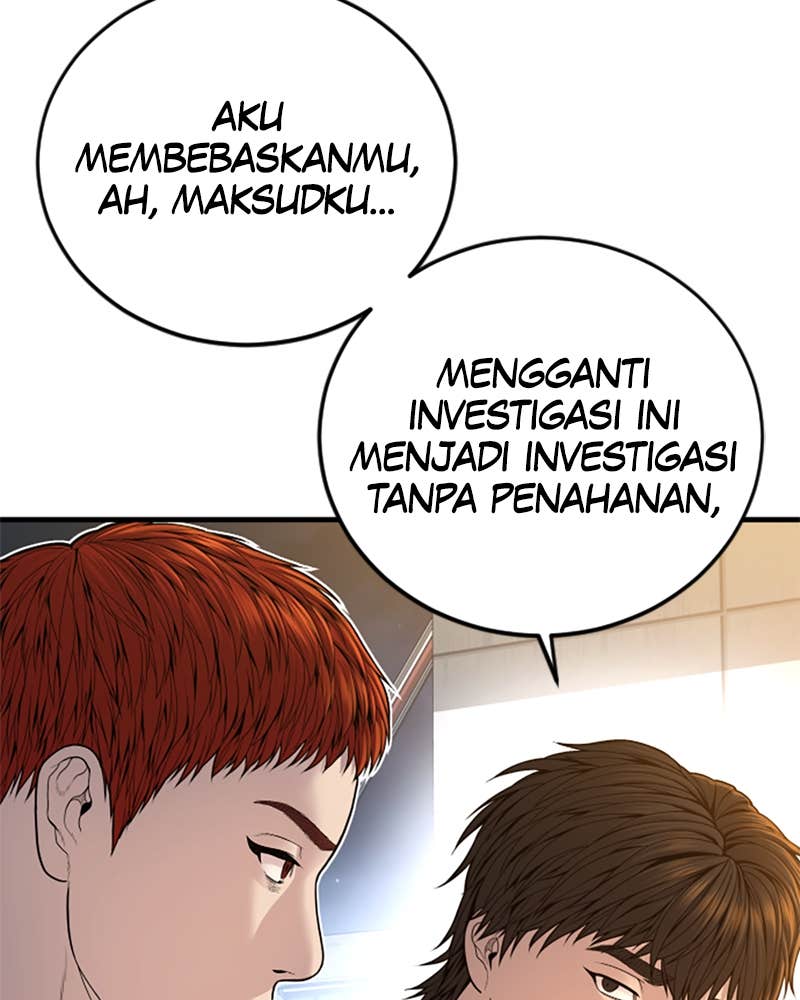 AKU
MEMBEBASKANMU,
AH, MAKSUDKU...
MENGGANTI
INVESTIGASI INI
MENJADI INVESTIGASI
TANPA PENAHANAN,